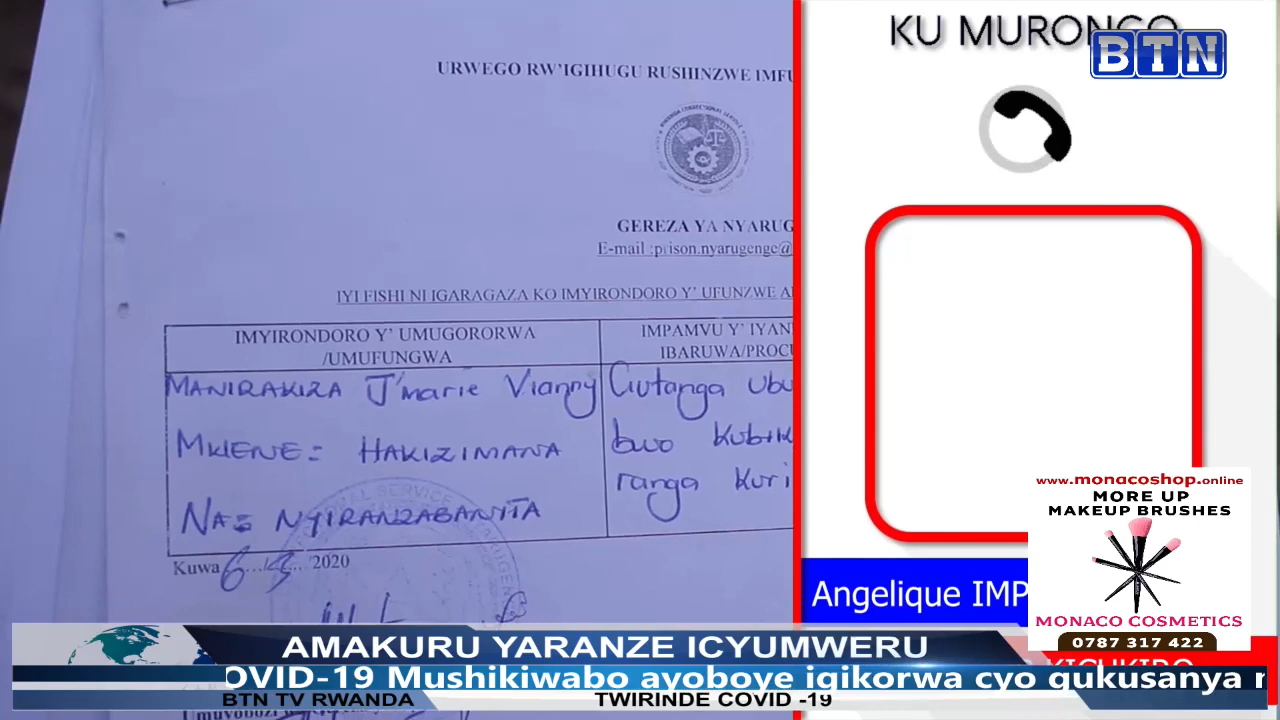 URWEGO RW'IGIHUGU RUSHINZWE IMFU
GEREZA YA NYARUG
E-mail :prison.nyarugenge@
IYI FISHI NI IGARAGAZA KO IMYIRONDORO Y' UFUNZWE
IMYIRONDORO Y' UMUGORORWA
/UMUFUNGWA
IMPAMVU Y' IYAN
IBARUWA/PROCU
MANIRAKIZA J'marie Vianny
MWENE = HAKIZIMANA
NA = NYIRANZABANITA
Gutanga ubu
bwo kubik
ranga kuri
Kuwa 6 2020
KU MURONGO
BTN
Angelique IMP
www.monacoshop.online
MORE UP
MAKEUP BRUSHES
MONACO COSMETICS
0787 317 422
KICUKIRO
AMAKURU YARANZE ICYUMWERU
OVID-19 Mushikiwabo ayoboye igikorwa cyo gukusanya
BTN TV RWANDA
TWIRINDE COVID -19